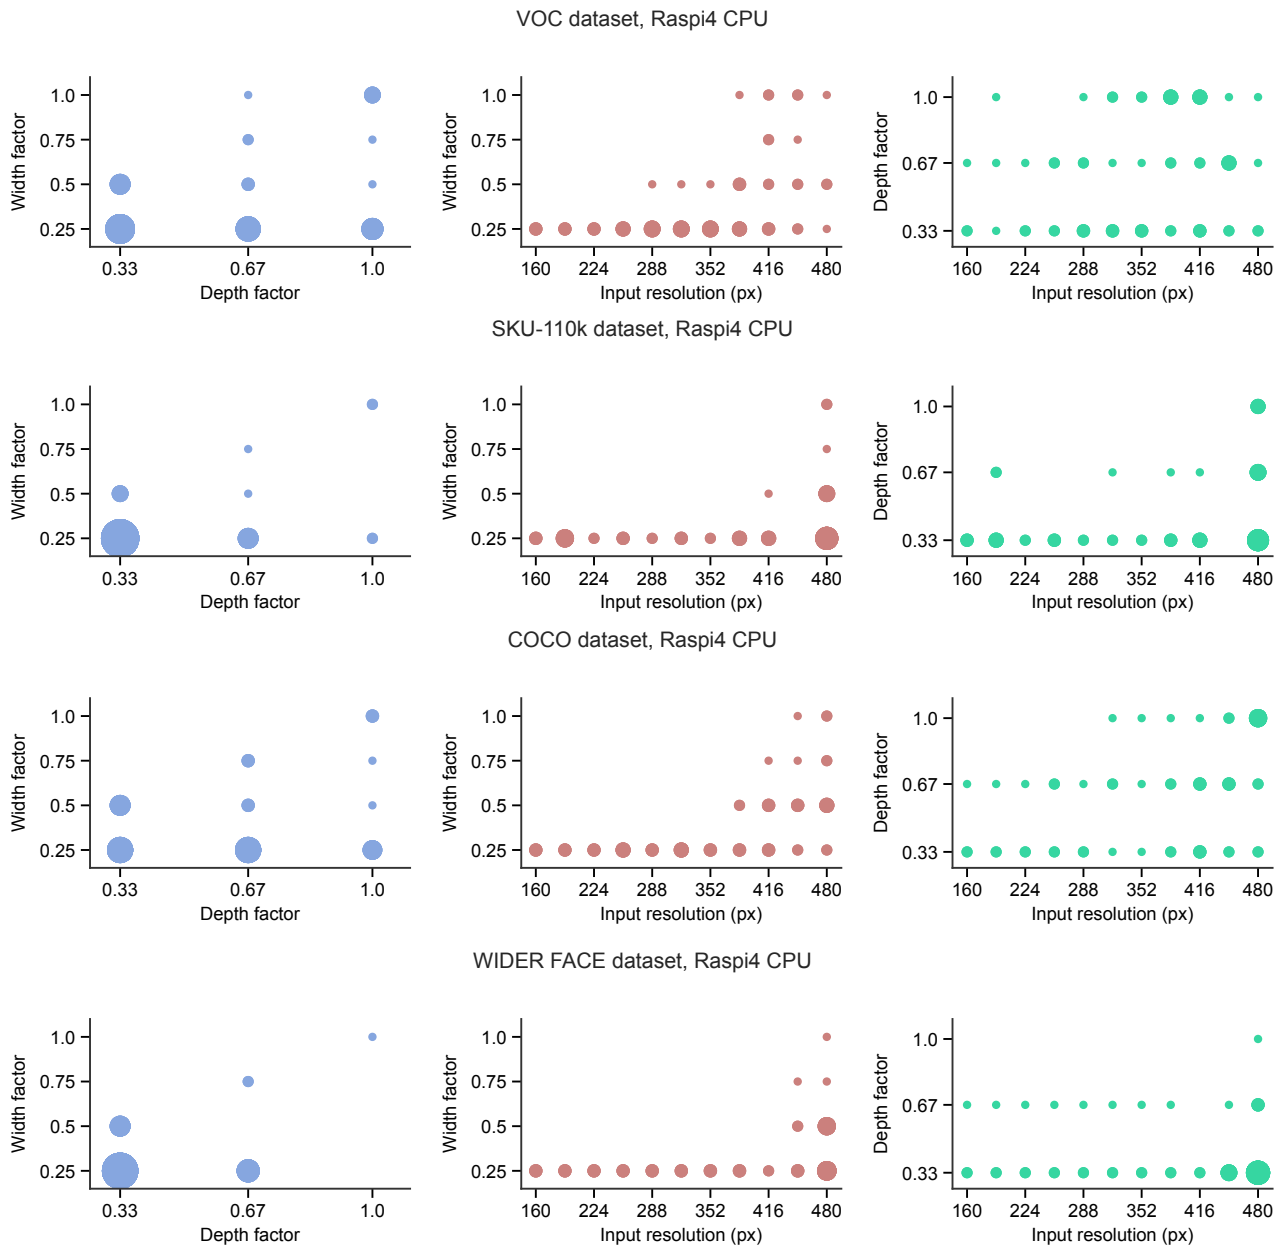 VOC dataset, Raspi4 CPU
Width factor
1.0
0.75
0.5
0.25
0.33 0.67 1.0
Depth factor
Width factor
1.0
0.75
0.5
0.25
160 224 288 352 416 480
Input resolution (px)
Depth factor
1.0
0.67
0.33
160 224 288 352 416 480
Input resolution (px)
SKU-110k dataset, Raspi4 CPU
Width factor
1.0
0.75
0.5
0.25
0.33 0.67 1.0
Depth factor
Width factor
1.0
0.75
0.5
0.25
160 224 288 352 416 480
Input resolution (px)
Depth factor
1.0
0.67
0.33
160 224 288 352 416 480
Input resolution (px)
COCO dataset, Raspi4 CPU
Width factor
1.0
0.75
0.5
0.25
0.33 0.67 1.0
Depth factor
Width factor
1.0
0.75
0.5
0.25
160 224 288 352 416 480
Input resolution (px)
Depth factor
1.0
0.67
0.33
160 224 288 352 416 480
Input resolution (px)
WIDER FACE dataset, Raspi4 CPU
Width factor
1.0
0.75
0.5
0.25
0.33 0.67 1.0
Depth factor
Width factor
1.0
0.75
0.5
0.25
160 224 288 352 416 480
Input resolution (px)
Depth factor
1.0
0.67
0.33
160 224 288 352 416 480
Input resolution (px)